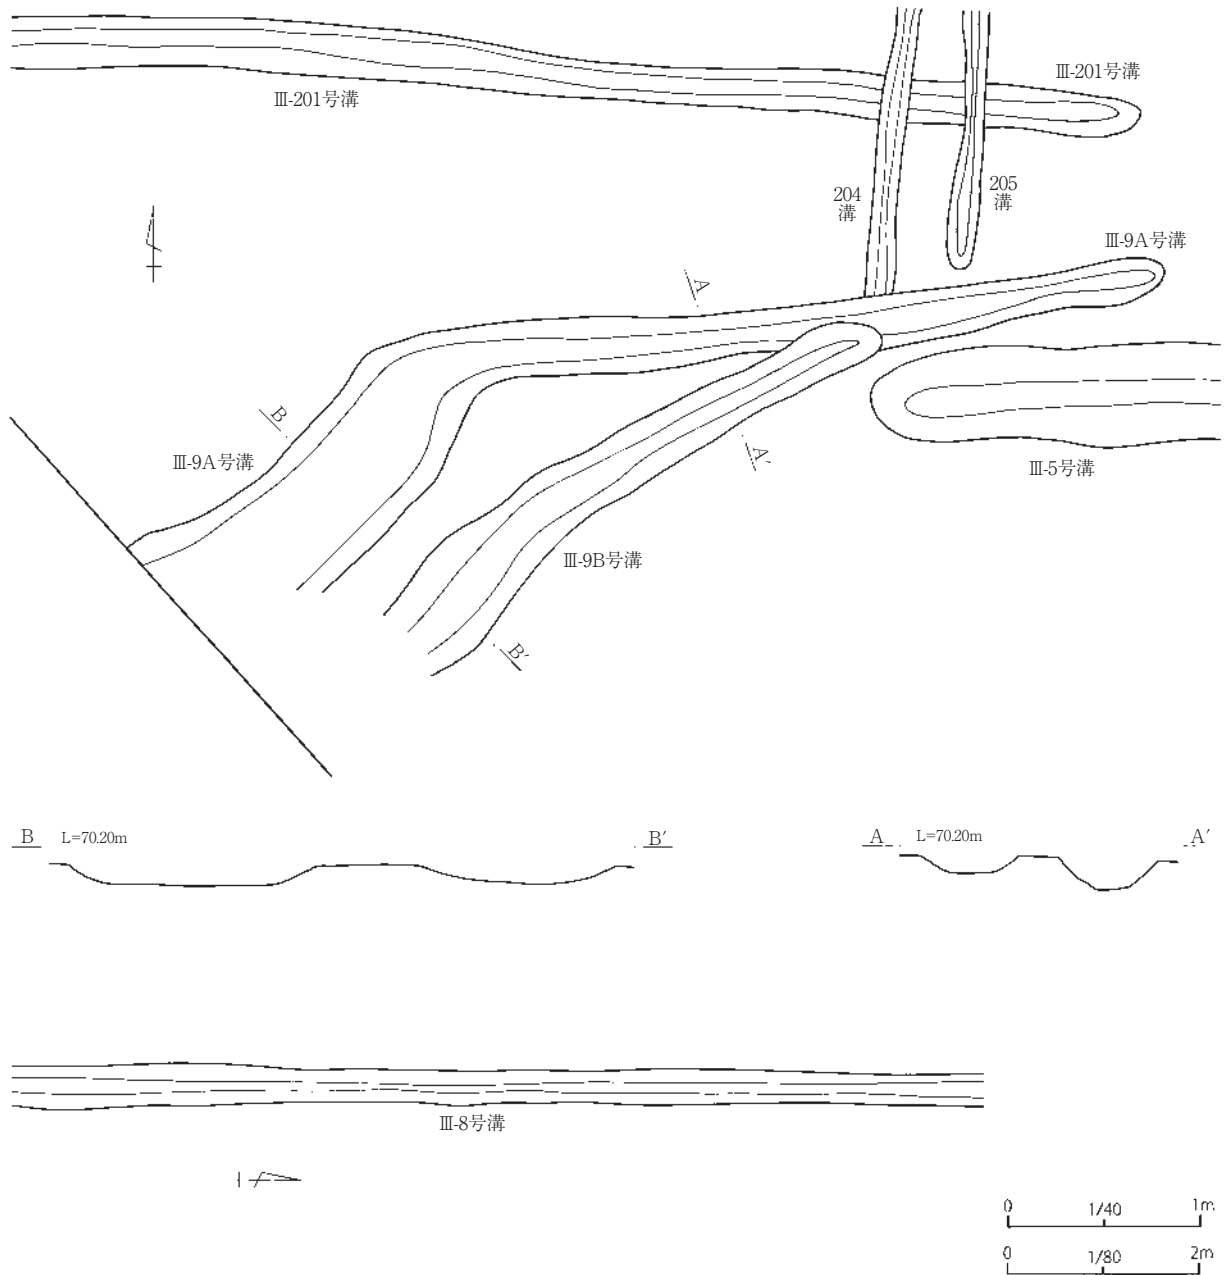 Ⅲ-201号溝
Ⅲ-201号溝
204
溝
205
溝
Ⅲ-9A号溝
A
B
Ⅲ-9A号溝
A′
Ⅲ-5号溝
Ⅲ-9B号溝
B′
B L=70.20m B′
A L=70.20m A′
Ⅲ-8号溝
0 1/40 1m
0 1/80 2m